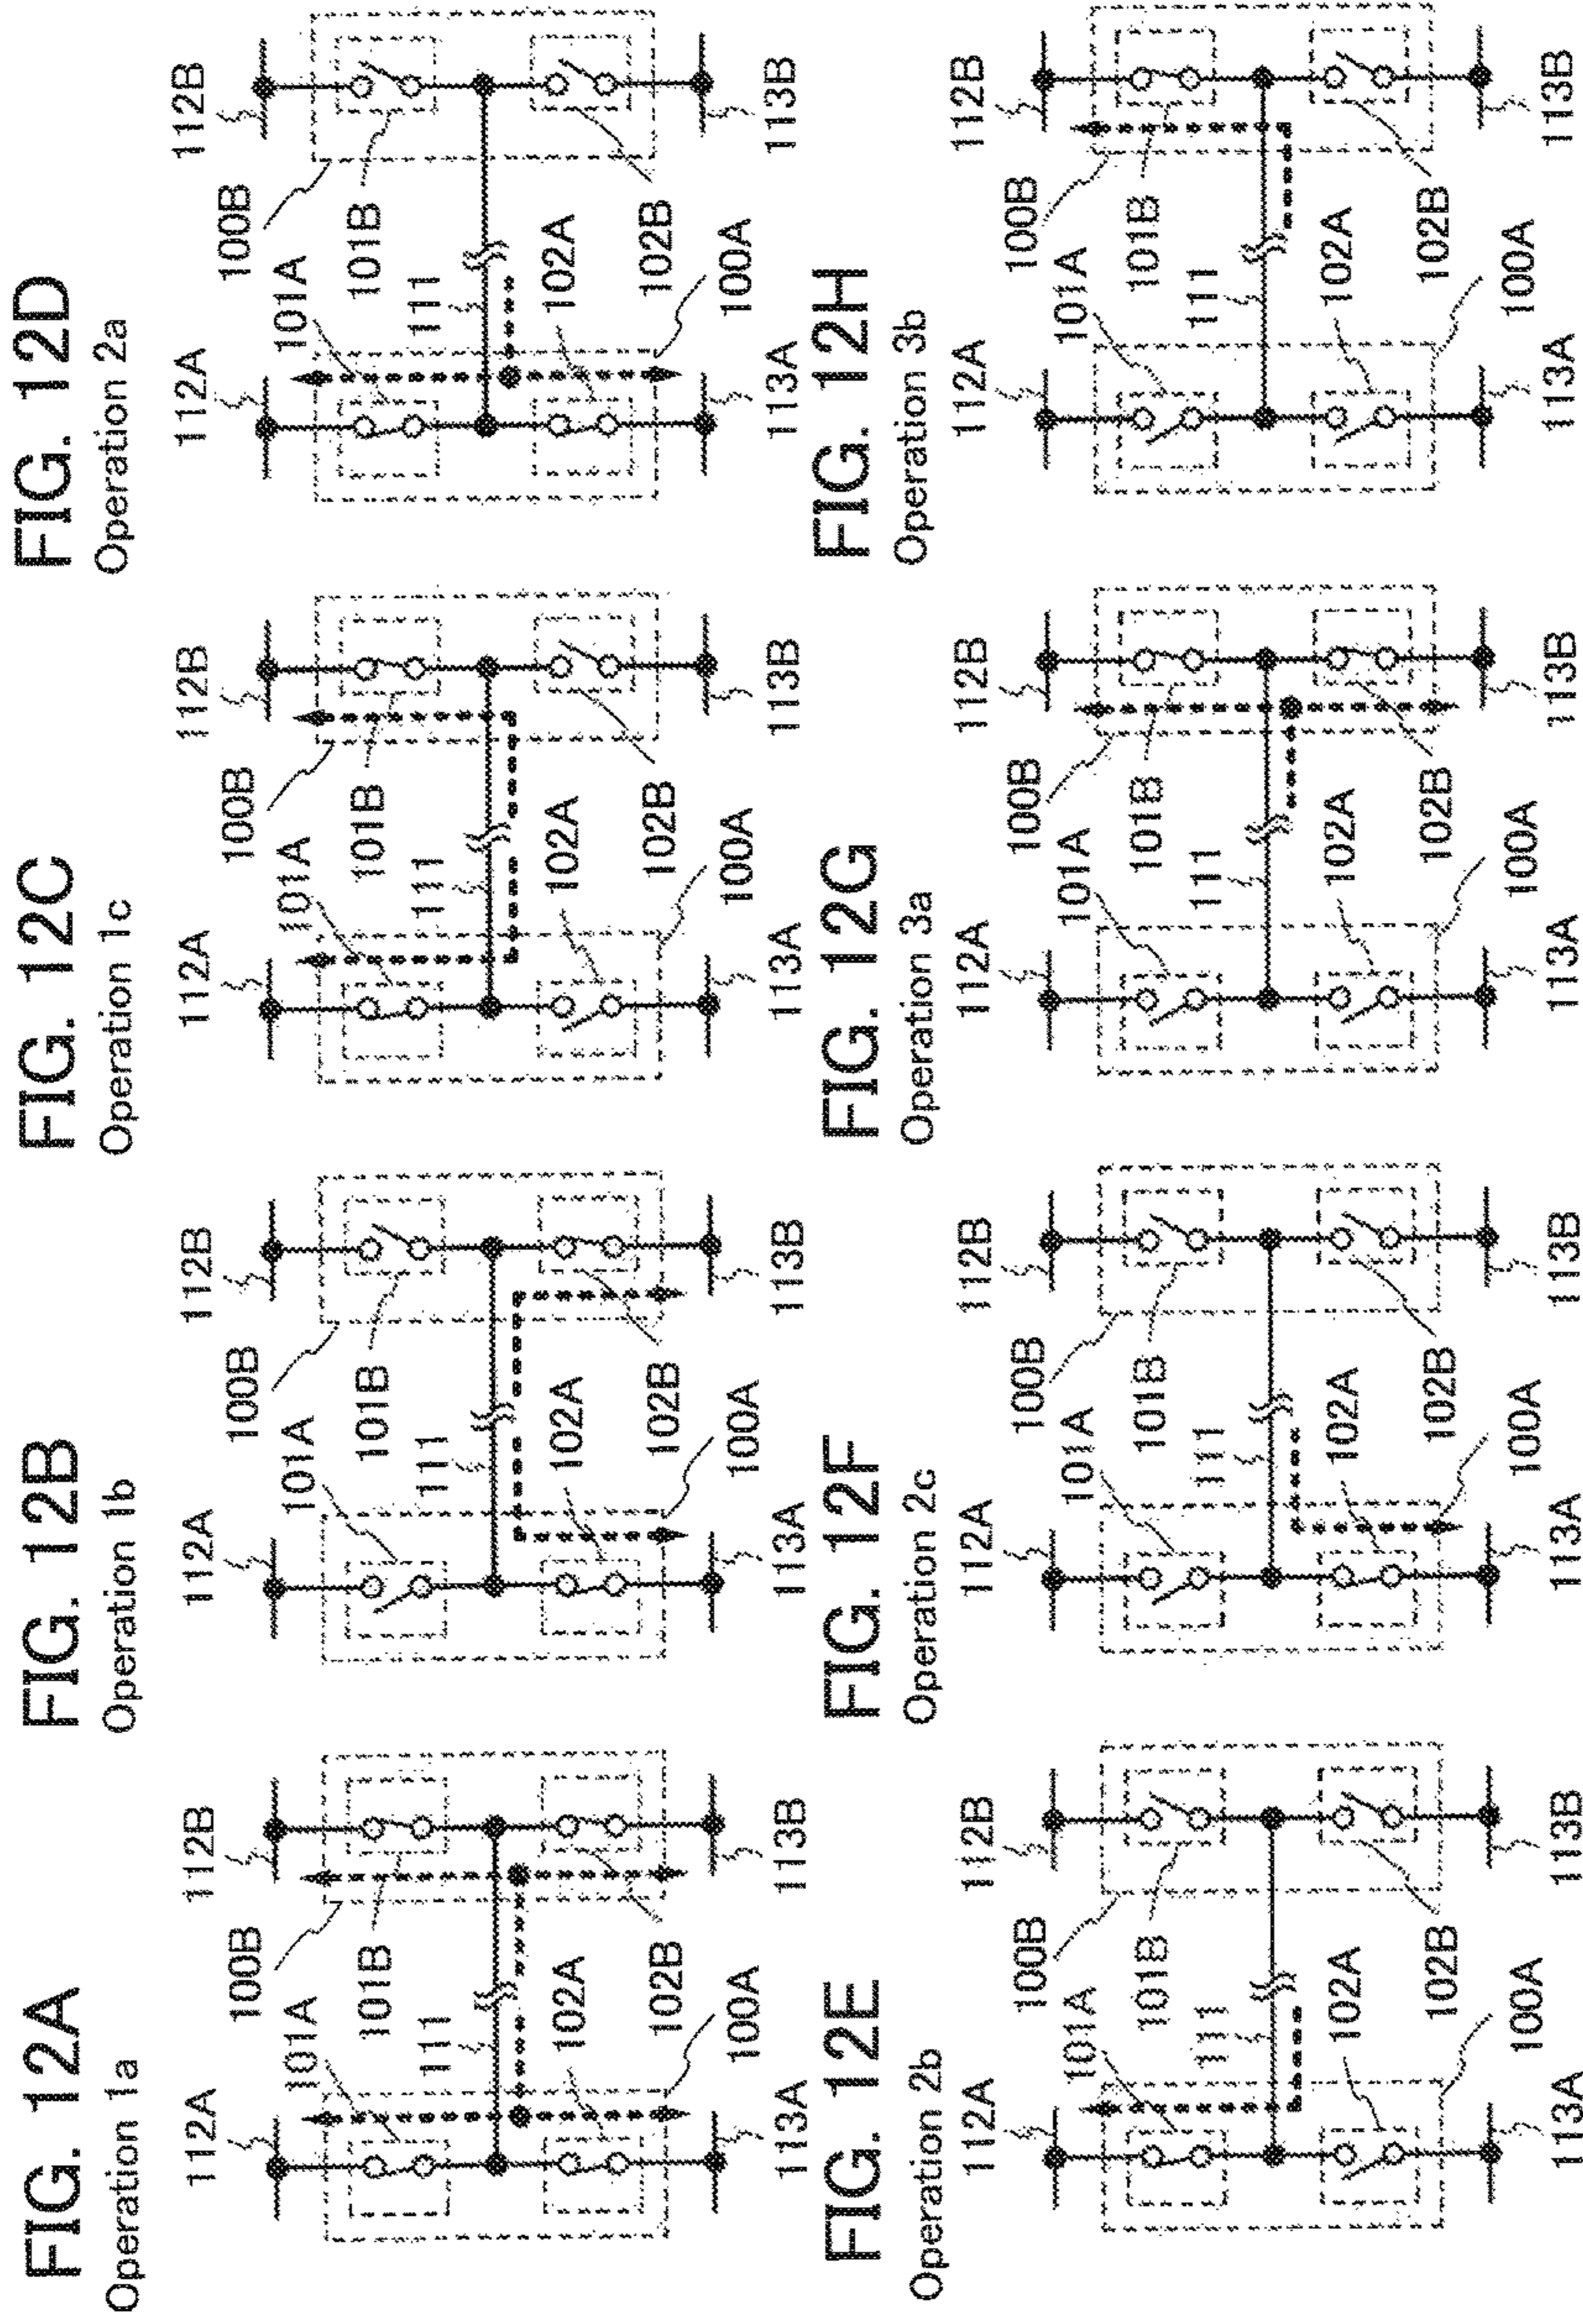 FIG. 12A
Operation 1a
112A
112B
100B
101A
101B
111
102A
102B
100A
113A
113B
FIG. 12B
Operation 1b
112A
112B
100B
101A
101B
111
102A
102B
100A
113A
113B
FIG. 12C
Operation 1c
112A
112B
100B
101A
101B
111
102A
102B
100A
113A
113B
FIG. 12D
Operation 2a
112A
112B
100B
101A
101B
111
102A
102B
100A
113A
113B
FIG. 12E
Operation 2b
112A
112B
100B
101A
101B
111
102A
102B
100A
113A
113B
FIG. 12F
Operation 2c
112A
112B
100B
101A
101B
111
102A
102B
100A
113A
113B
FIG. 12G
Operation 3a
112A
112B
100B
101A
101B
111
102A
102B
100A
113A
113B
FIG. 12H
Operation 3b
112A
112B
100B
101A
101B
111
102A
102B
100A
113A
113B